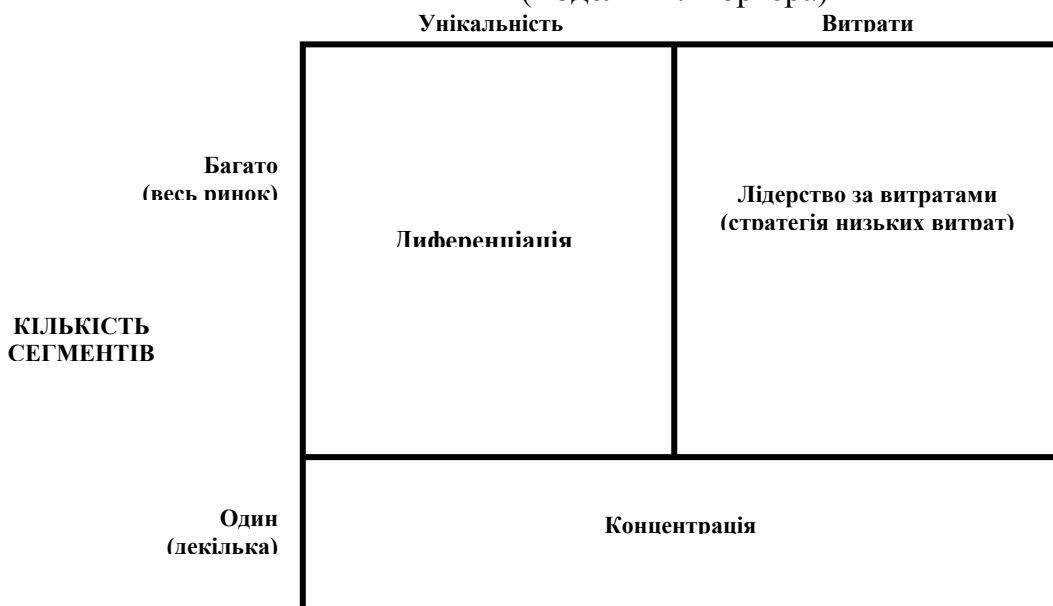 Унікальність Витрати
Багато
(весь ринок)
Лідерство за витратами
(стратегія низьких витрат)
Диференціація
КІЛЬКІСТЬ
СЕГМЕНТІВ
Один
(декілька)
Концентрація